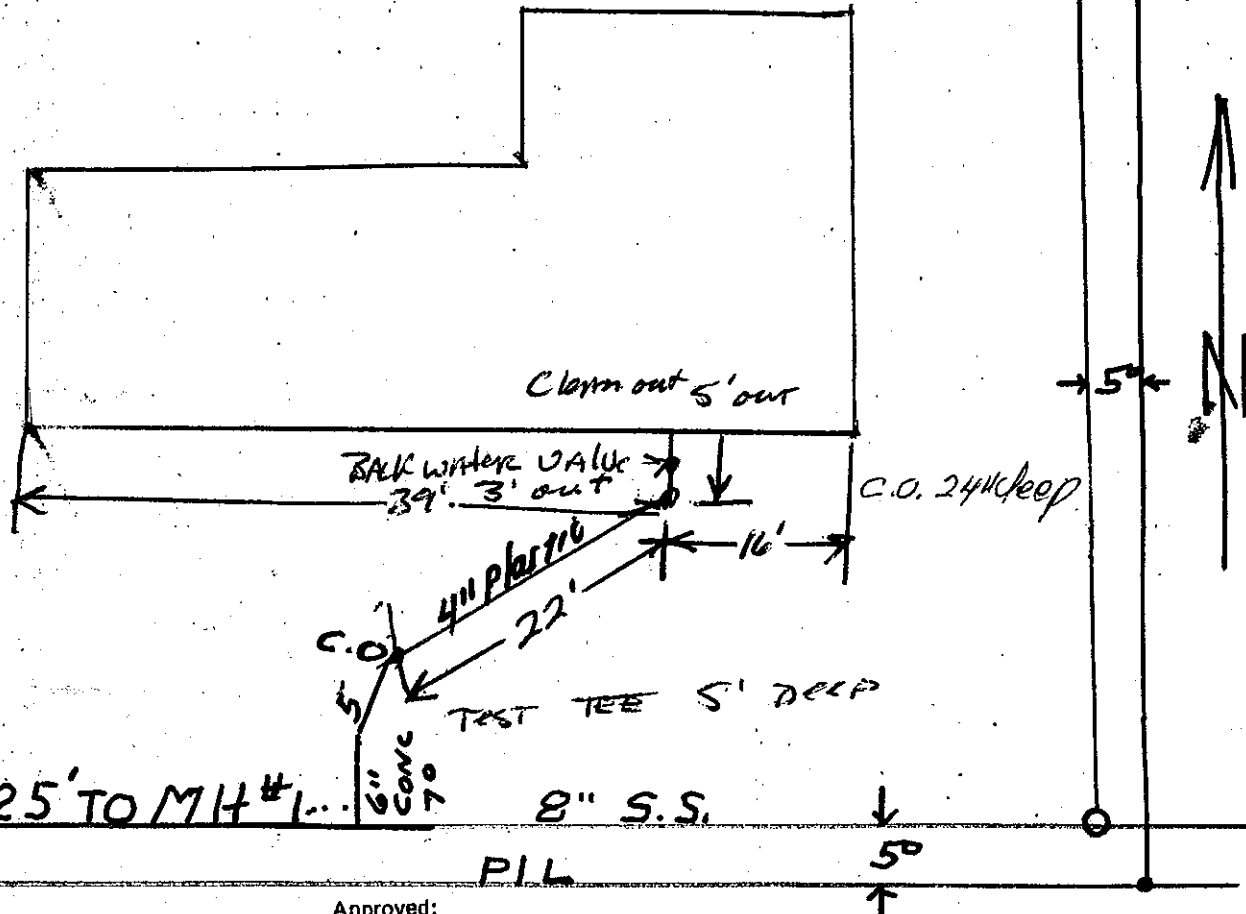 Clean out 5' out
5°
N
BACK WATER VALVE
39'. 3' out
C.O. 24" deep
16'
4" plastic
22'
C.O
5'
TEST TEE 5' DEEP
6" CONC 70
25' TO MH #1...
8" S.S.
5°
P/L
Approved: